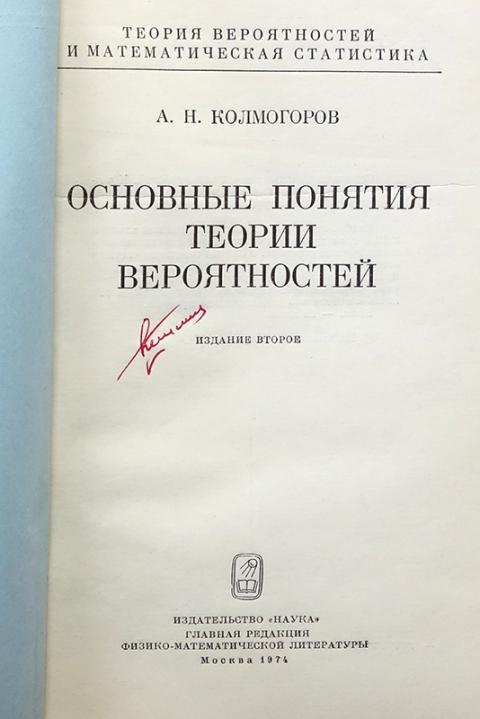 ТЕОРИЯ ВЕРОЯТНОСТЕЙ
И МАТЕМАТИЧЕСКАЯ СТАТИСТИКА
А. Н. КОЛМОГОРОВ
ОСНОВНЫЕ ПОНЯТИЯ
ТЕОРИИ
ВЕРОЯТНОСТЕЙ
ИЗДАНИЕ ВТОРОЕ
ИЗДАТЕЛЬСТВО «НАУКА»
ГЛАВНАЯ РЕДАКЦИЯ
ФИЗИКО-МАТЕМАТИЧЕСКОЙ ЛИТЕРАТУРЫ
Москва 1974